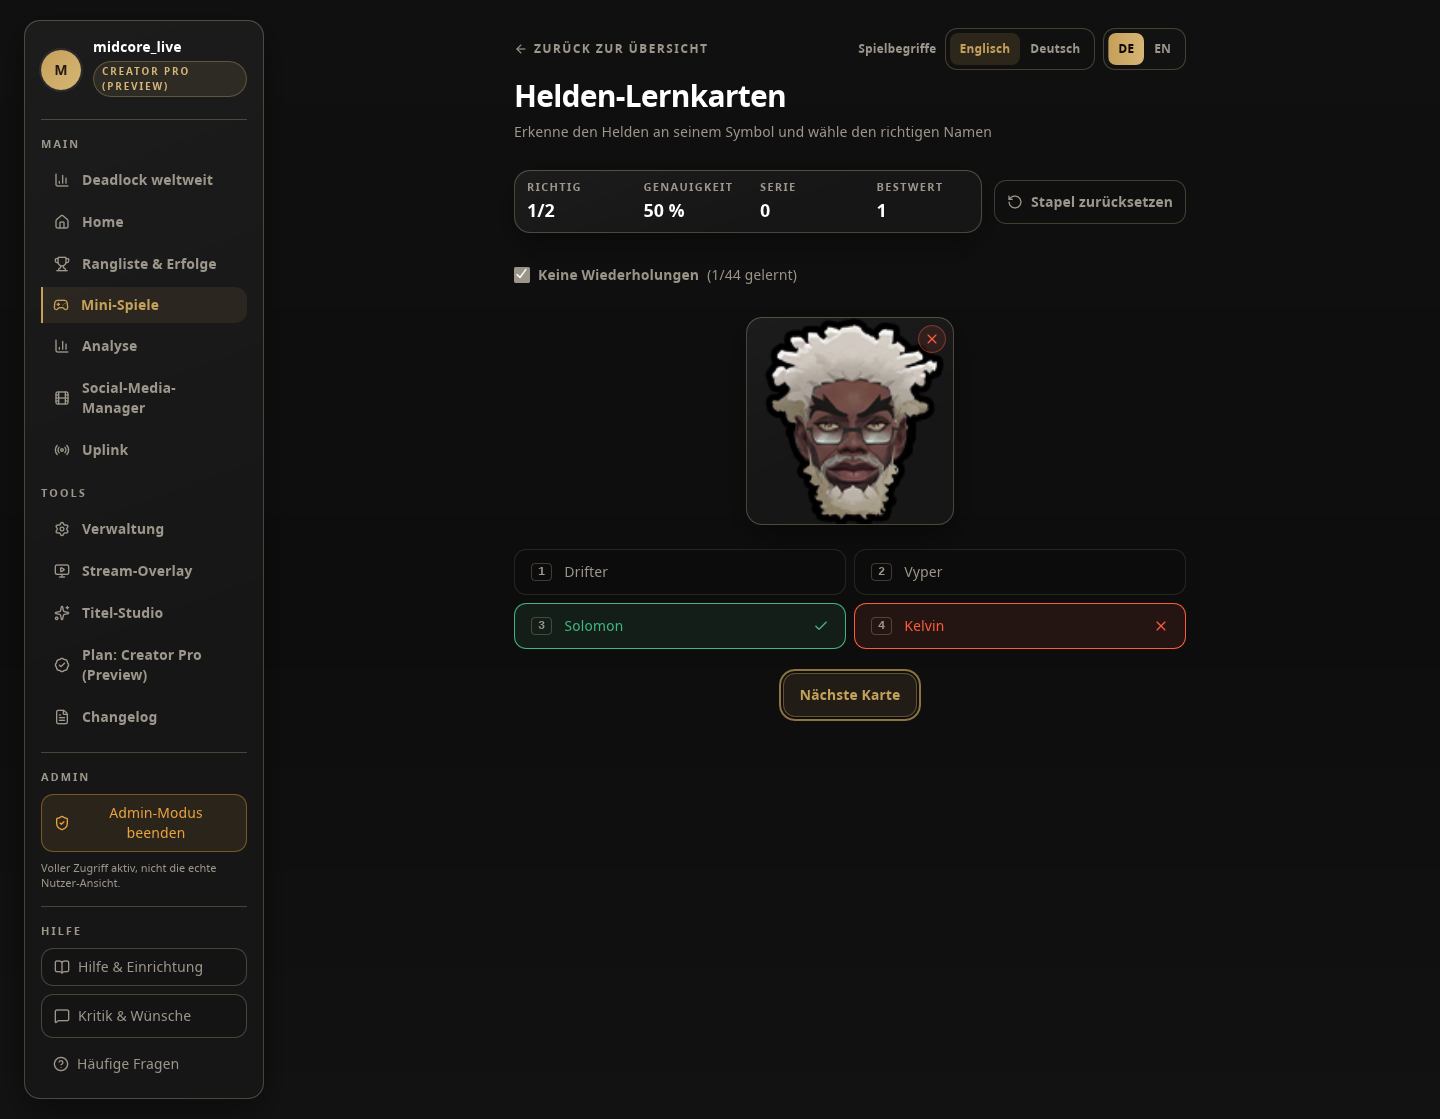 M
midcore_live
CREATOR PRO
(PREVIEW)
MAIN
Deadlock weltweit
Home
Rangliste & Erfolge
Mini-Spiele
Analyse
Social-Media-
Manager
Uplink
TOOLS
Verwaltung
Stream-Overlay
Titel-Studio
Plan: Creator Pro
(Preview)
Changelog
ADMIN
Admin-Modus
beenden
Voller Zugriff aktiv, nicht die echte
Nutzer-Ansicht.
HILFE
Hilfe & Einrichtung
Kritik & Wünsche
Häufige Fragen
ZURÜCK ZUR ÜBERSICHT
Spielbegriffe Englisch Deutsch DE EN
Helden-Lernkarten
Erkenne den Helden an seinem Symbol und wähle den richtigen Namen
RICHTIG GENAUIGKEIT SERIE BESTWERT
1/2 50 % 0 1
Stapel zurücksetzen
Keine Wiederholungen (1/44 gelernt)
1 Drifter
2 Vyper
3 Solomon
4 Kelvin
Nächste Karte